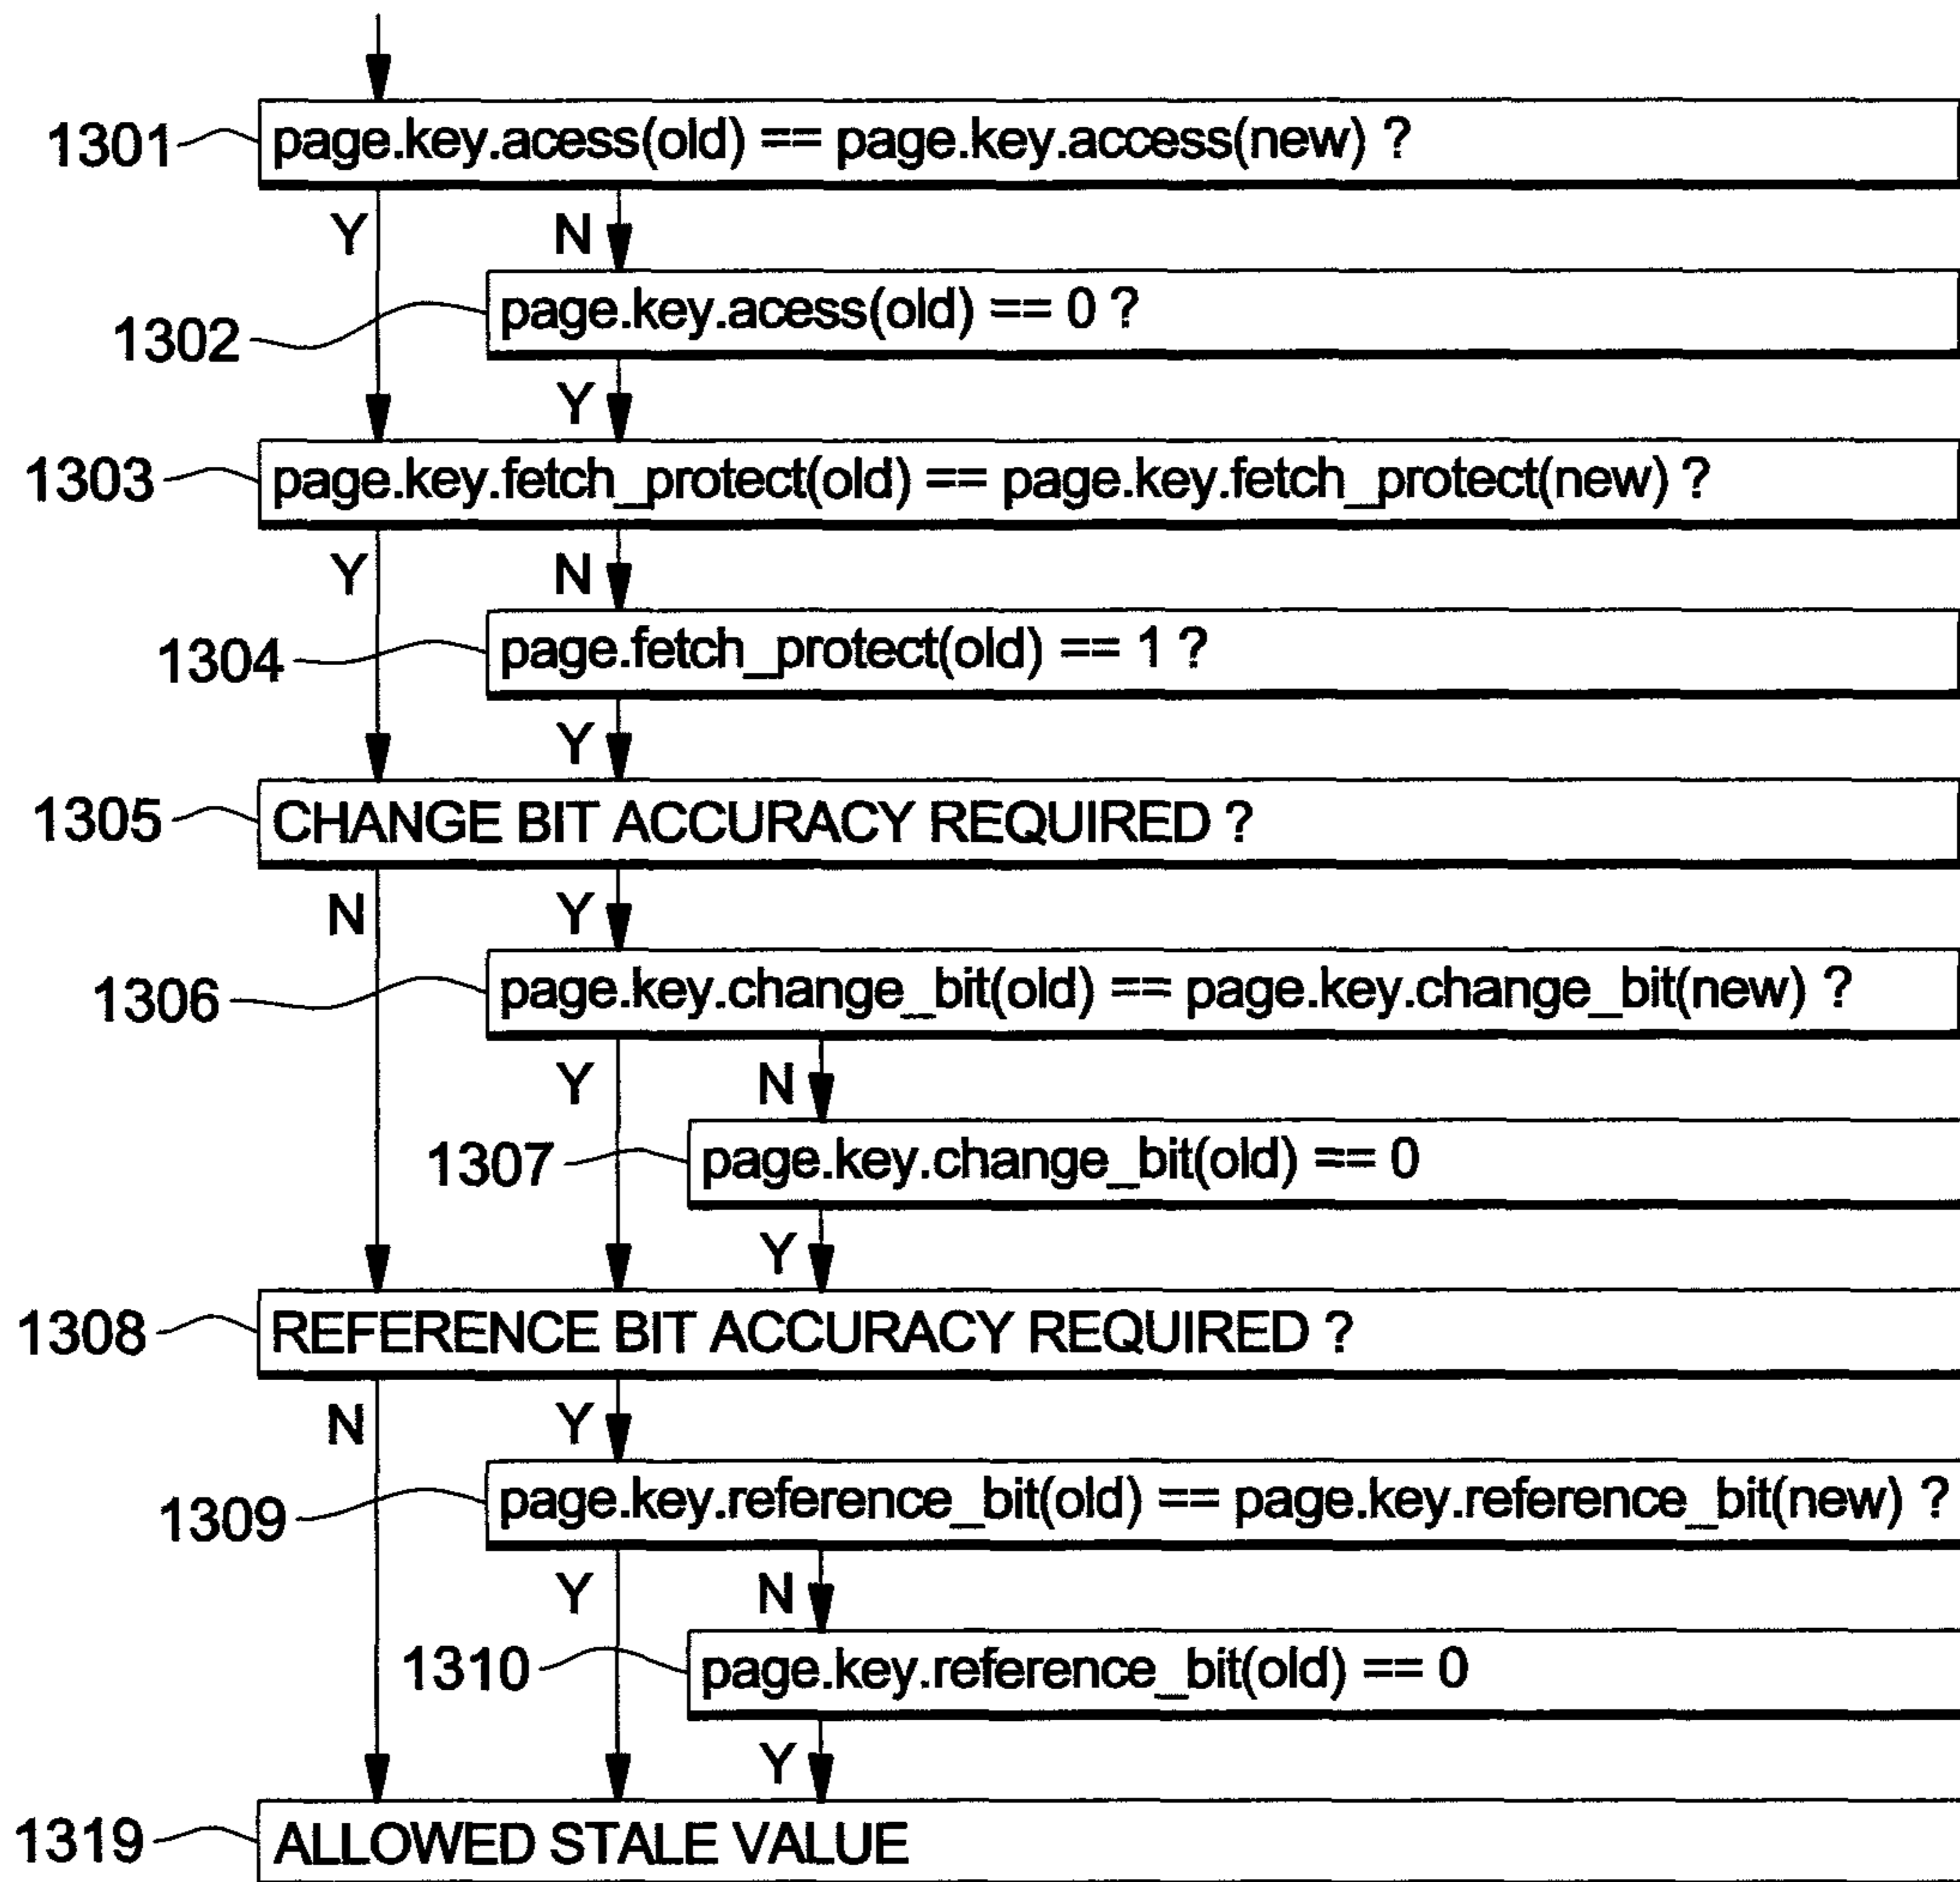 1301 page.key.acess(old) == page.key.access(new) ?
Y N
1302 page.key.acess(old) == 0 ?
Y
1303 page.key.fetch_protect(old) == page.key.fetch_protect(new) ?
Y N
1304 page.fetch_protect(old) == 1 ?
Y
1305 CHANGE BIT ACCURACY REQUIRED ?
N Y
1306 page.key.change_bit(old) == page.key.change_bit(new) ?
Y N
1307 page.key.change_bit(old) == 0
Y
1308 REFERENCE BIT ACCURACY REQUIRED ?
N Y
1309 page.key.reference_bit(old) == page.key.reference_bit(new) ?
Y N
1310 page.key.reference_bit(old) == 0
Y
1319 ALLOWED STALE VALUE